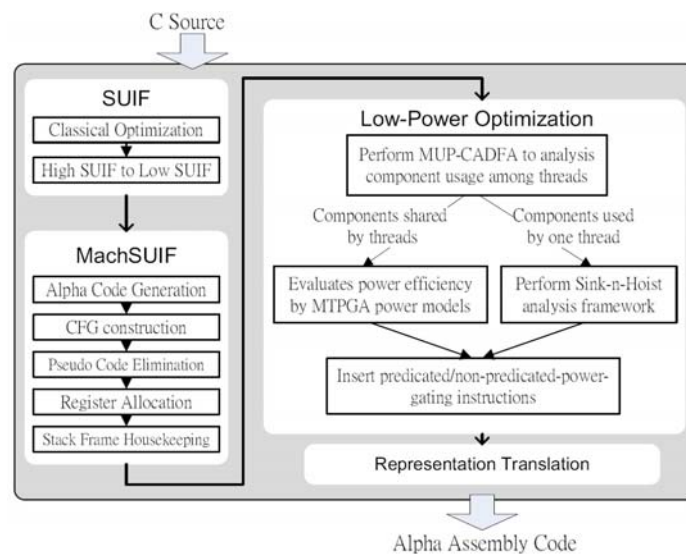 C Source
SUIF
Classical Optimization
High SUIF to Low SUIF
MachSUIF
Alpha Code Generation
CFG construction
Pseudo Code Elimination
Register Allocation
Stack Frame Housekeeping
Low-Power Optimization
Perform MUP-CADFA to analysis
component usage among threads
Components shared
by threads
Components used
by one thread
Evaluates power efficiency
by MTPGA power models
Perform Sink-n-Hoist
analysis framework
Insert predicated/non-predicated-power-
gating instructions
Representation Translation
Alpha Assembly Code